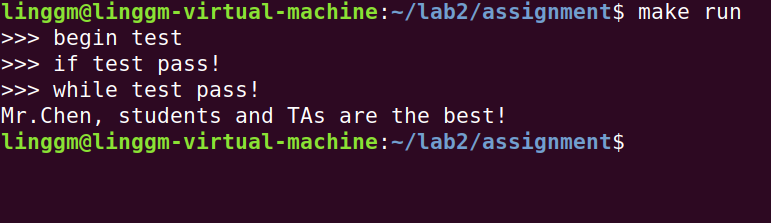 linggm@linggm-virtual-machine:~/lab2/assignment$ make run
>>> begin test
>>> if test pass!
>>> while test pass!
Mr.Chen, students and TAs are the best!
linggm@linggm-virtual-machine:~/lab2/assignment$